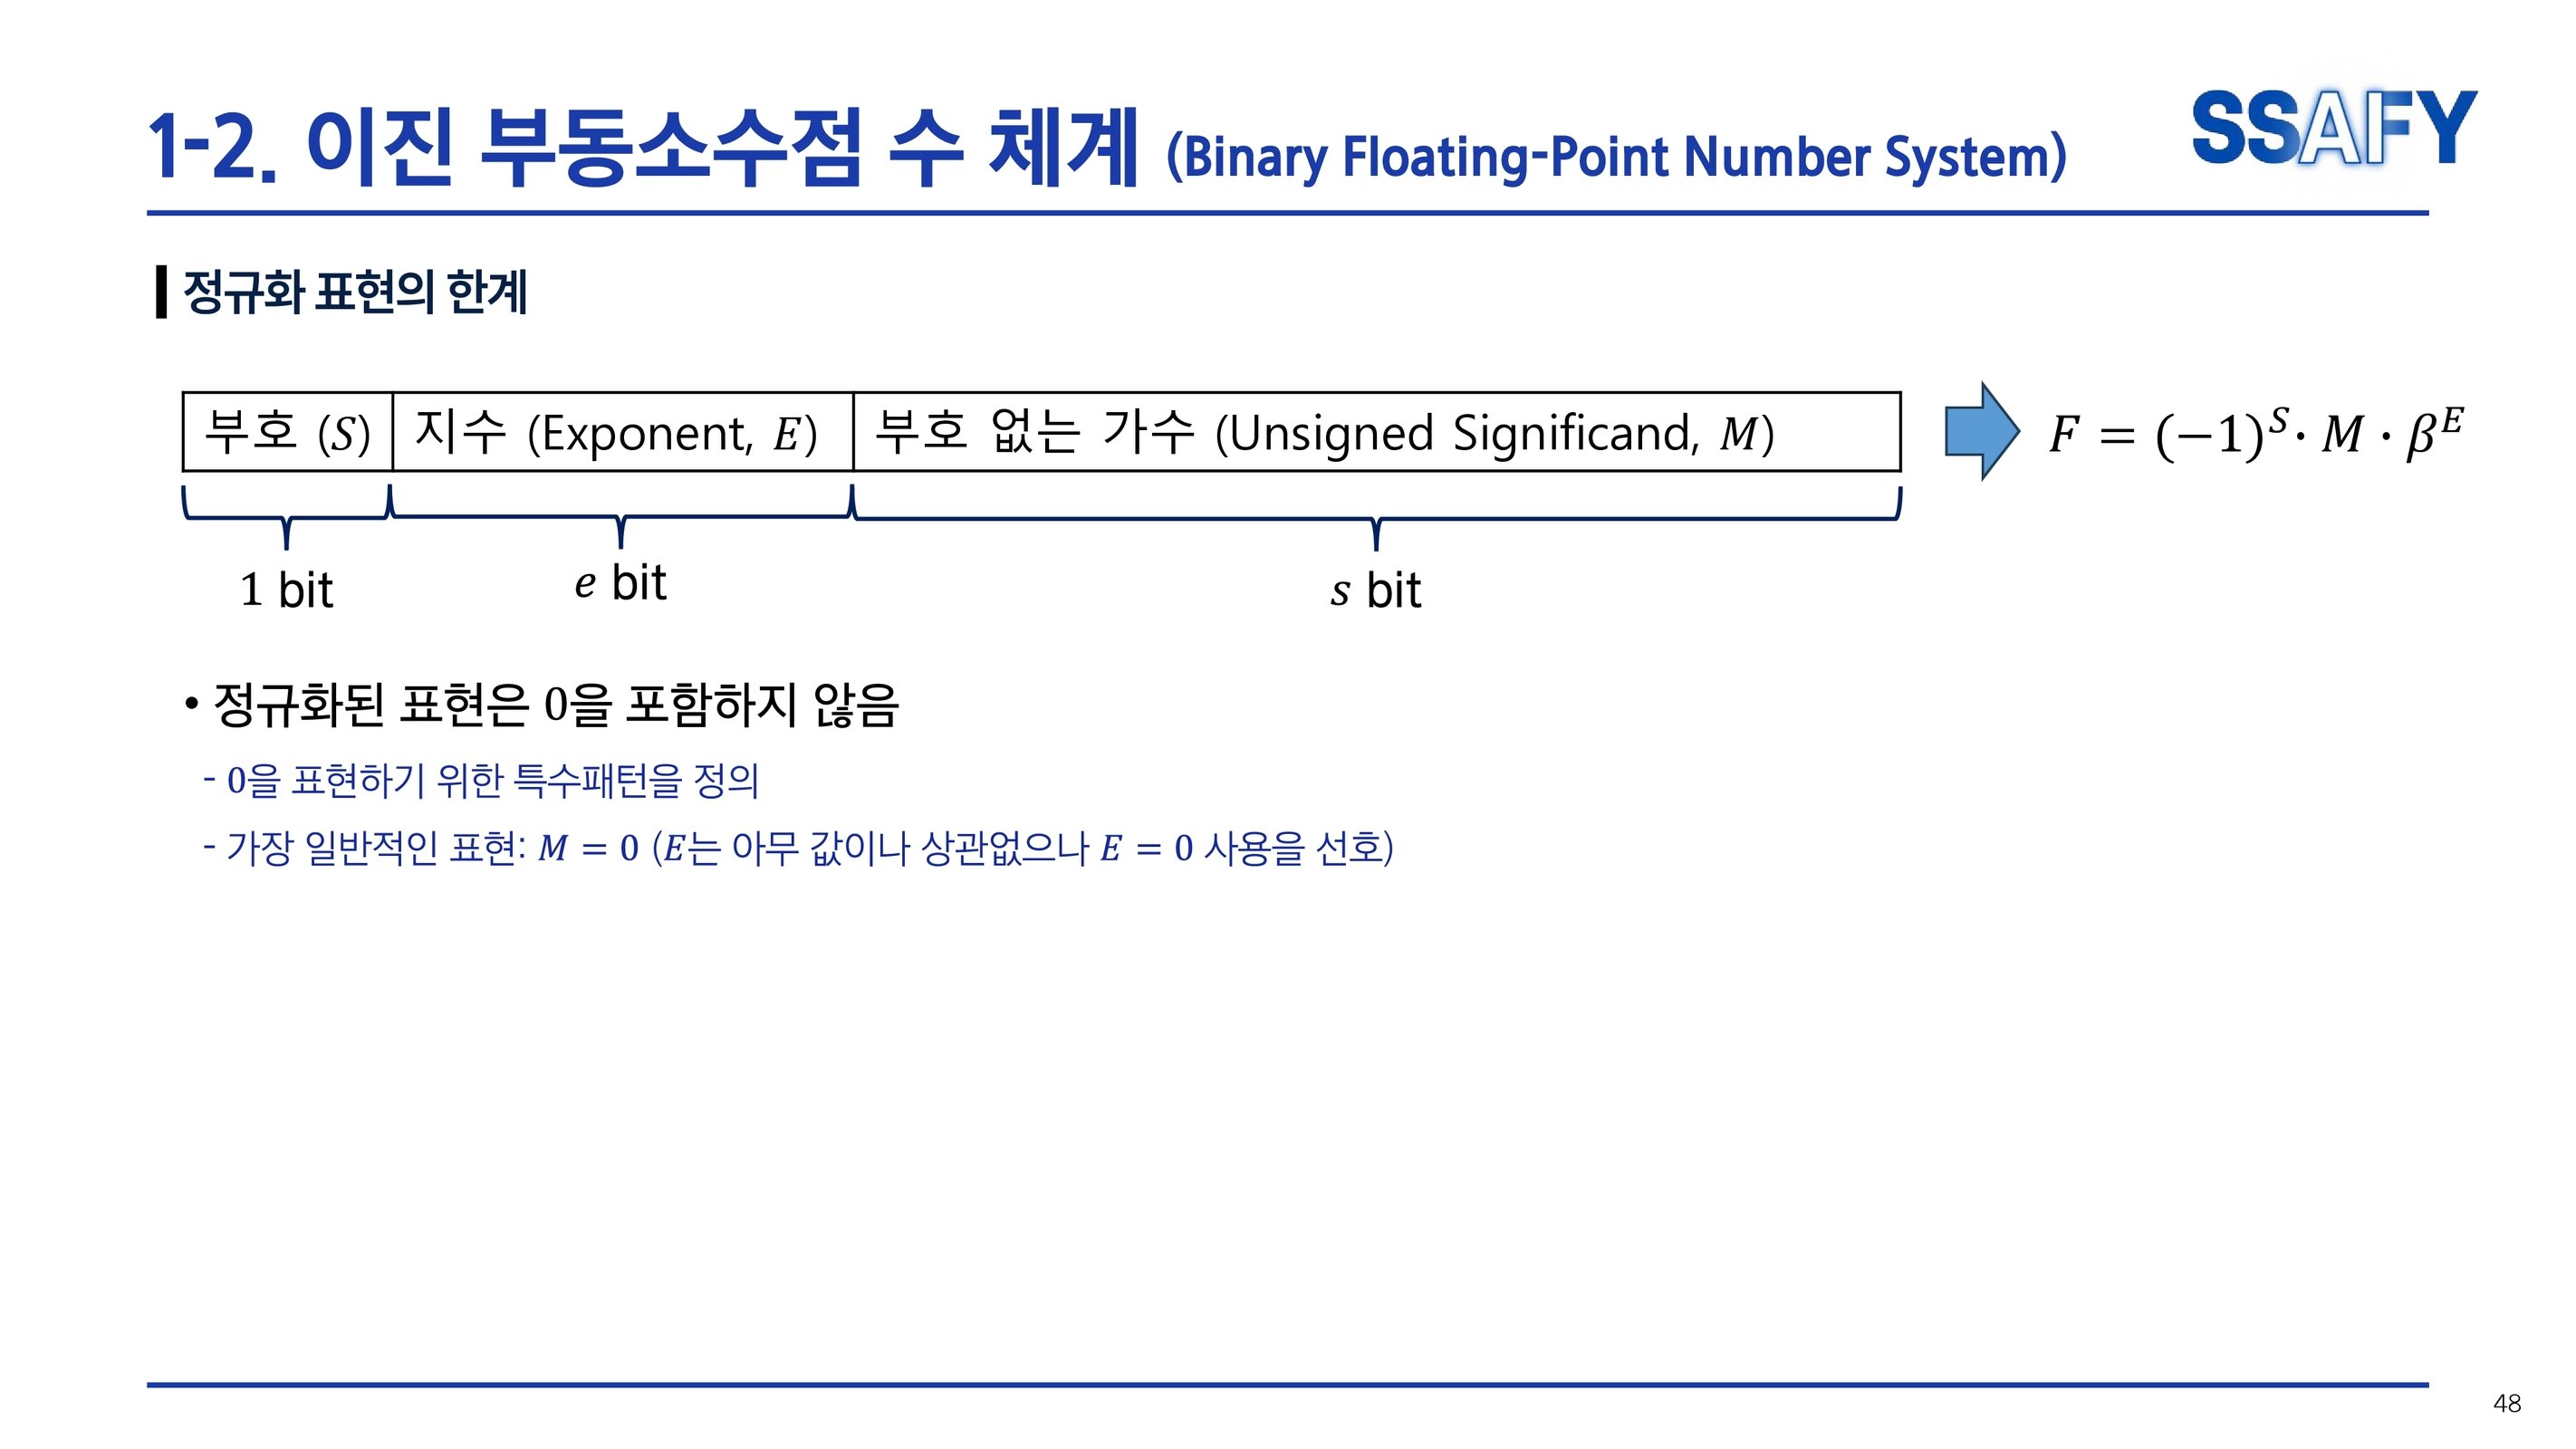 1-2. 이진 부동소수점 수 체계 (Binary Floating-Point Number System)
SSAFY
정규화 표현의 한계
부호 (S) 지수 (Exponent, E) 부호 없는 가수 (Unsigned Significand, M)
F = (−1)^S · M · β^E
1 bit e bit s bit
• 정규화된 표현은 0을 포함하지 않음
- 0을 표현하기 위한 특수패턴을 정의
- 가장 일반적인 표현: M = 0 (E는 아무 값이나 상관없으나 E = 0 사용을 선호)
48